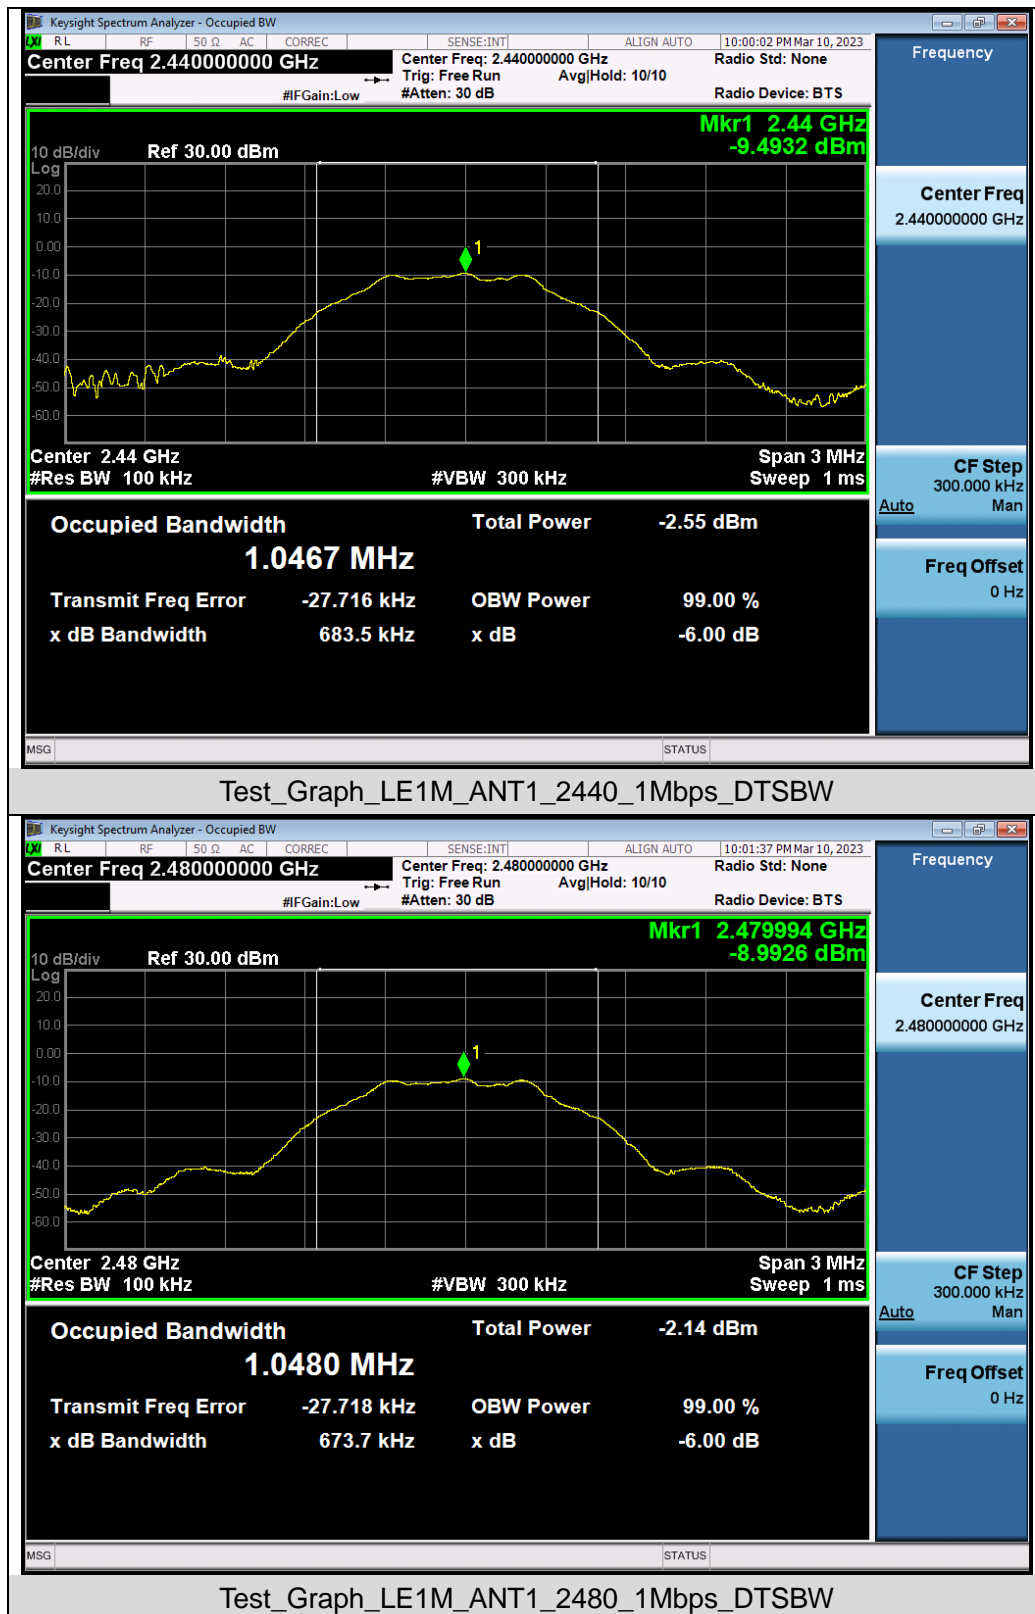 Keysight Spectrum Analyzer - Occupied BW
LXI RL RF 50 Ω AC CORREC SENSE:INT ALIGN AUTO 10:00:02 PM Mar 10, 2023
Center Freq 2.440000000 GHz Center Freq: 2.440000000 GHz Radio Std: None
Trig: Free Run Avg|Hold: 10/10
#IFGain:Low #Atten: 30 dB Radio Device: BTS
Frequency
Mkr1 2.44 GHz
10 dB/div Ref 30.00 dBm -9.4932 dBm
Log
20.0
10.0
0.00
-10.0
-20.0
-30.0
-40.0
-50.0
-60.0
1
Center Freq
2.440000000 GHz
Center 2.44 GHz Span 3 MHz
#Res BW 100 kHz #VBW 300 kHz Sweep 1 ms
CF Step
300.000 kHz
Auto Man
Occupied Bandwidth Total Power -2.55 dBm
1.0467 MHz
Freq Offset
0 Hz
Transmit Freq Error -27.716 kHz OBW Power 99.00 %
x dB Bandwidth 683.5 kHz x dB -6.00 dB
MSG STATUS
Test_Graph_LE1M_ANT1_2440_1Mbps_DTSBW
Keysight Spectrum Analyzer - Occupied BW
LXI RL RF 50 Ω AC CORREC SENSE:INT ALIGN AUTO 10:01:37 PM Mar 10, 2023
Center Freq 2.480000000 GHz Center Freq: 2.480000000 GHz Radio Std: None
Trig: Free Run Avg|Hold: 10/10
#IFGain:Low #Atten: 30 dB Radio Device: BTS
Frequency
Mkr1 2.479994 GHz
10 dB/div Ref 30.00 dBm -8.9926 dBm
Log
20.0
10.0
0.00
-10.0
-20.0
-30.0
-40.0
-50.0
-60.0
1
Center Freq
2.480000000 GHz
Center 2.48 GHz Span 3 MHz
#Res BW 100 kHz #VBW 300 kHz Sweep 1 ms
CF Step
300.000 kHz
Auto Man
Occupied Bandwidth Total Power -2.14 dBm
1.0480 MHz
Freq Offset
0 Hz
Transmit Freq Error -27.718 kHz OBW Power 99.00 %
x dB Bandwidth 673.7 kHz x dB -6.00 dB
MSG STATUS
Test_Graph_LE1M_ANT1_2480_1Mbps_DTSBW